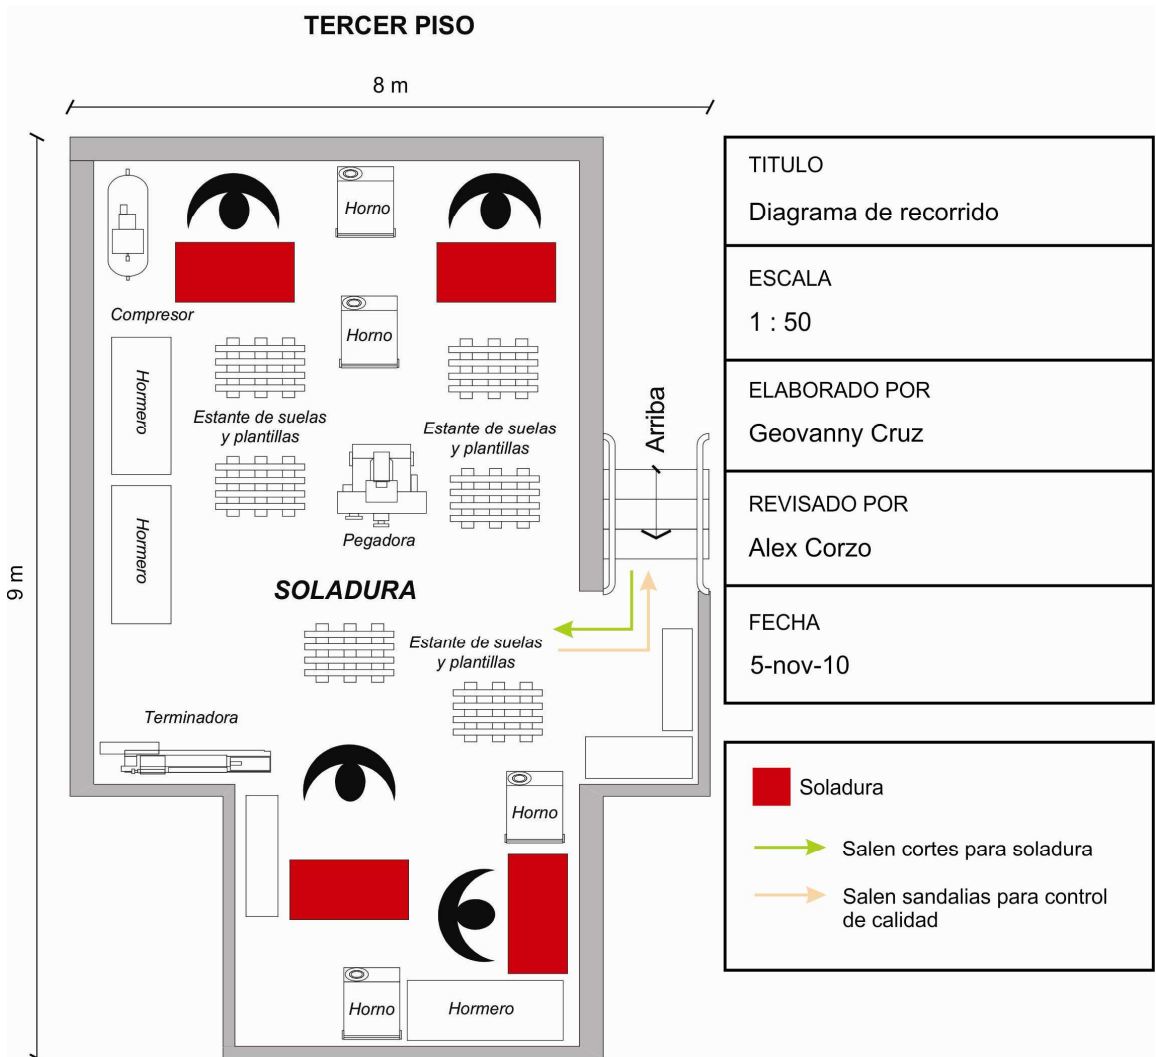 TERCER PISO
8 m
9 m
Horno
Compresor
Horno
Hormero
Estante de suelas
y plantillas
Estante de suelas
y plantillas
Arriba
Hormero
Pegadora
SOLADURA
Estante de suelas
y plantillas
Terminadora
Horno
Horno
Hormero
TITULO
Diagrama de recorrido
ESCALA
1 : 50
ELABORADO POR
Geovanny Cruz
REVISADO POR
Alex Corzo
FECHA
5-nov-10
Soladura
Salen cortes para soladura
Salen sandalias para control
de calidad